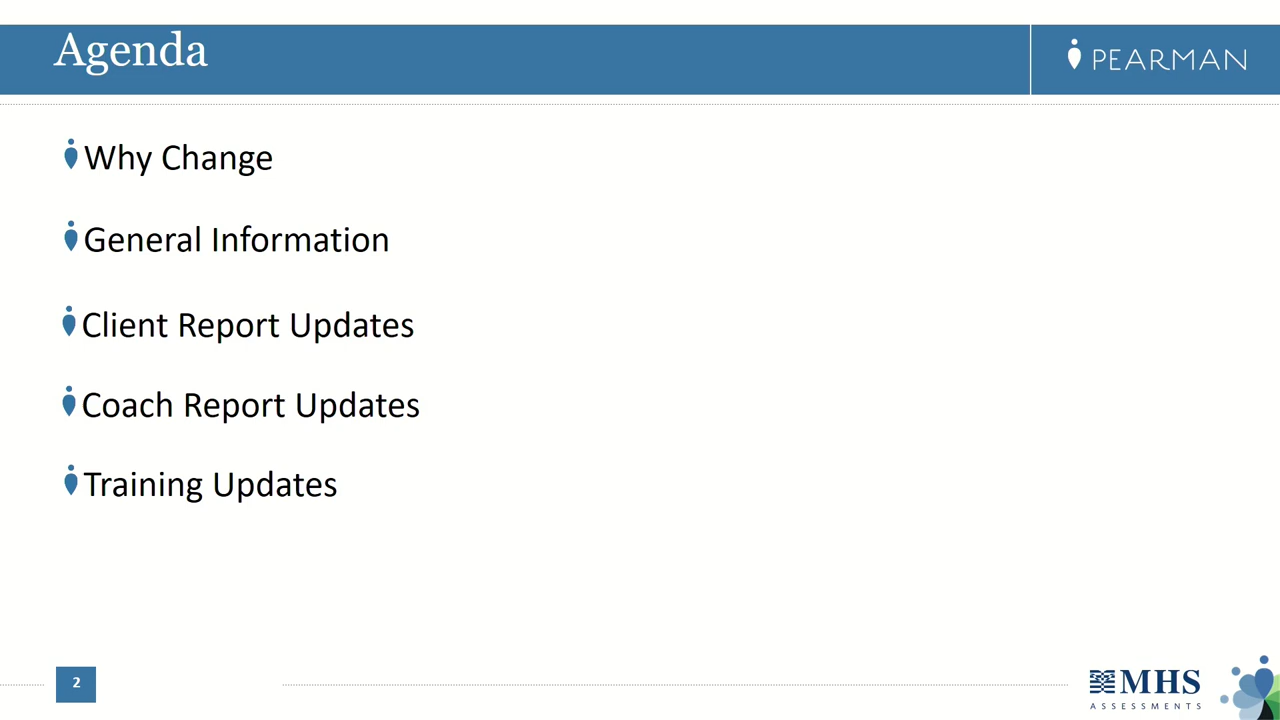 Agenda
PEARMAN
Why Change
General Information
Client Report Updates
Coach Report Updates
Training Updates
2
MHS
ASSESSMENTS